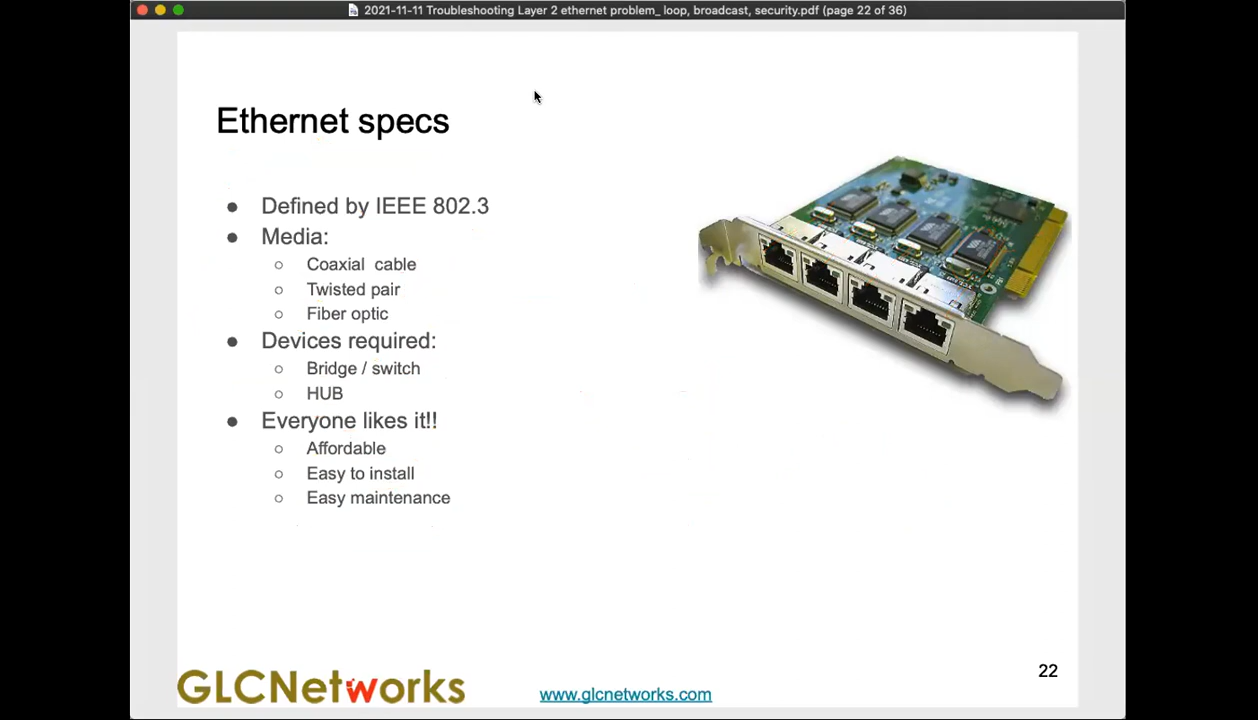 2021-11-11 Troubleshooting Layer 2 ethernet problem_ loop, broadcast, security.pdf (page 22 of 36)
Ethernet specs
● Defined by IEEE 802.3
● Media:
○ Coaxial cable
○ Twisted pair
○ Fiber optic
● Devices required:
○ Bridge / switch
○ HUB
● Everyone likes it!!
○ Affordable
○ Easy to install
○ Easy maintenance
22
GLCNetworks
www.glcnetworks.com